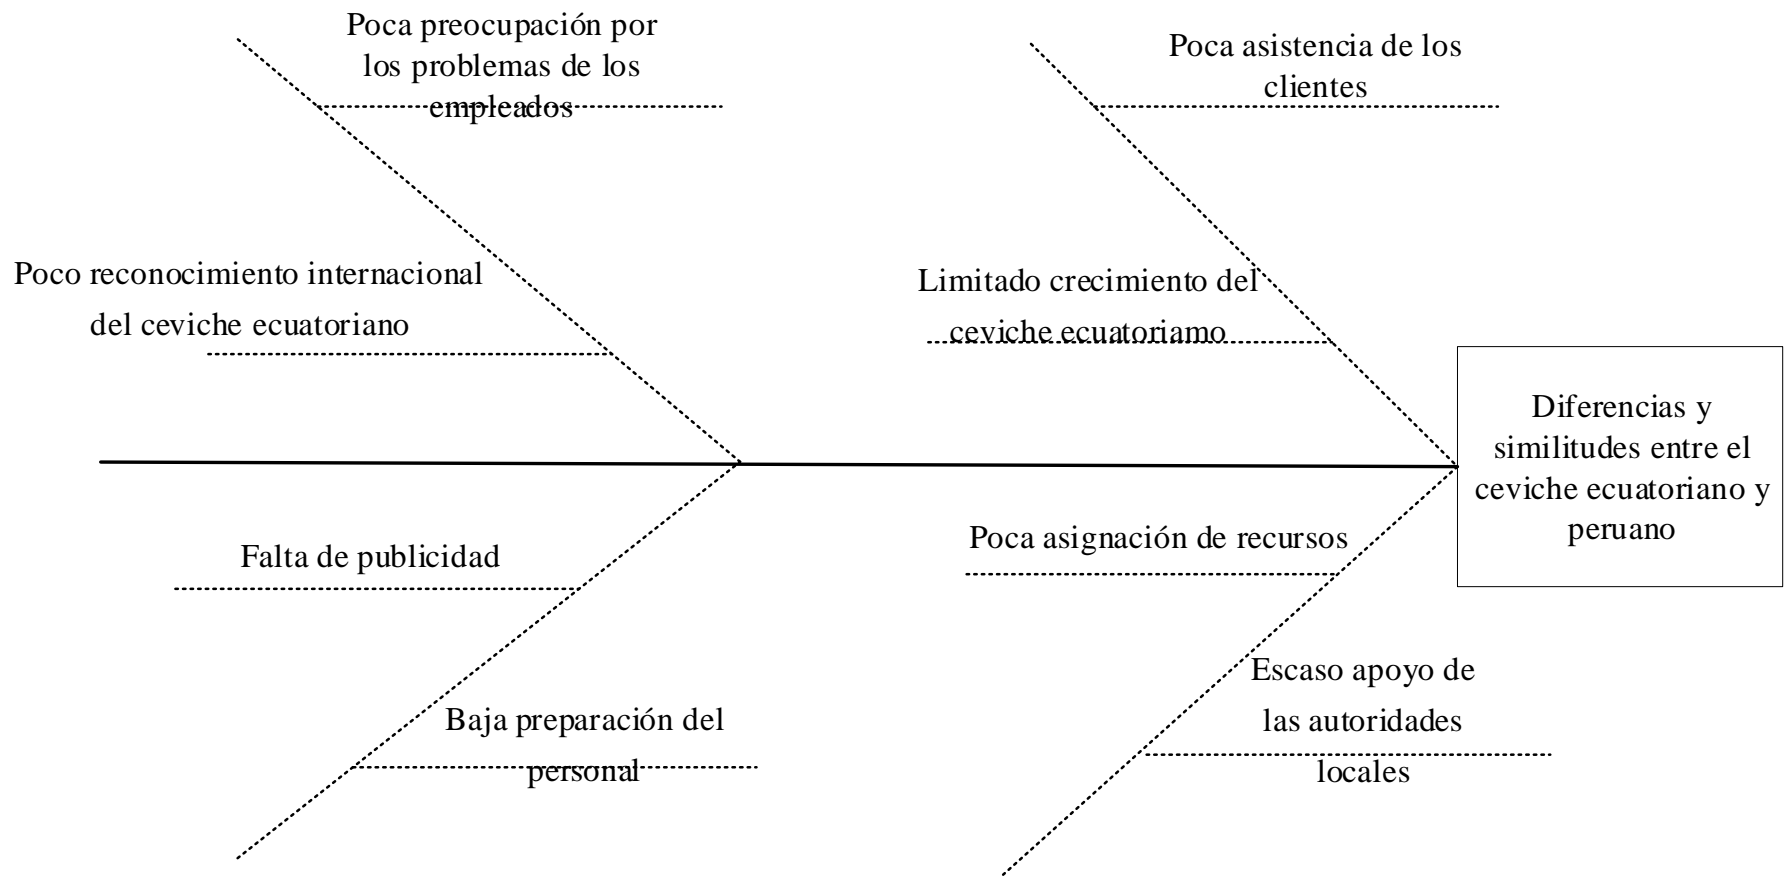 Poca preocupación por
los problemas de los
empleados
Poca asistencia de los
clientes
Poco reconocimiento internacional
del ceviche ecuatoriano
Limitado crecimiento del
ceviche ecuatoriamo
Diferencias y
similitudes entre el
ceviche ecuatoriano y
peruano
Falta de publicidad
Poca asignación de recursos
Baja preparación del
personal
Escaso apoyo de
las autoridades
locales